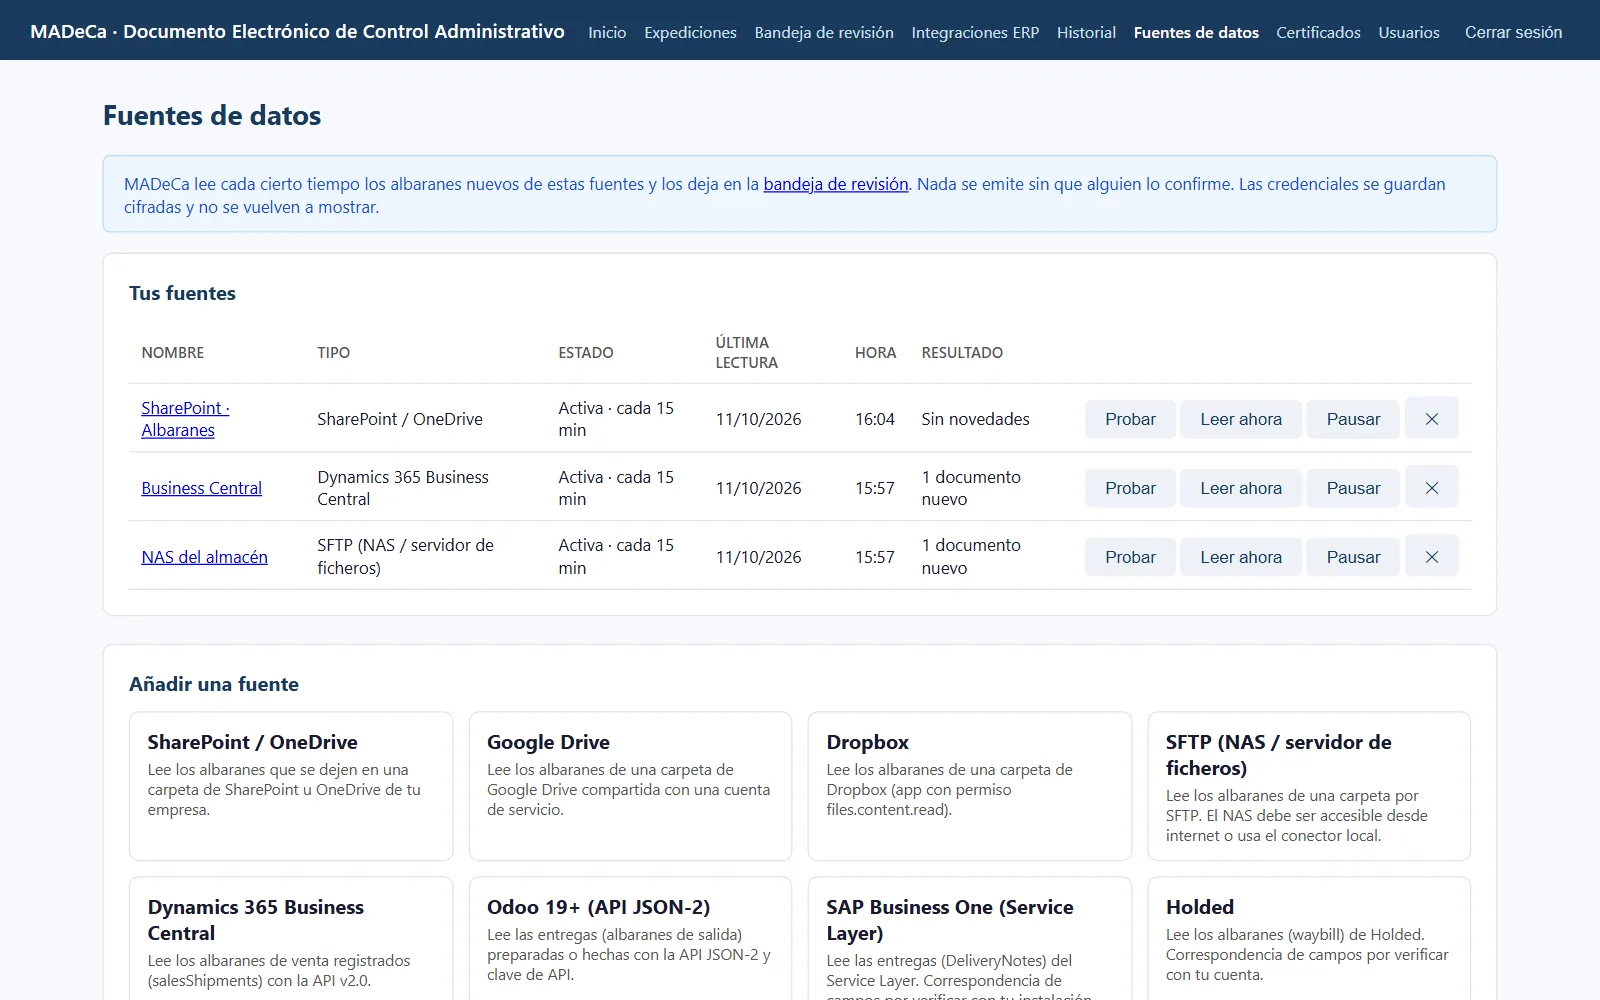 MADeCa · Documento Electrónico de Control Administrativo Inicio Expediciones Bandeja de revisión Integraciones ERP Historial Fuentes de datos Certificados Usuarios Cerrar sesión
Fuentes de datos
MADeCa lee cada cierto tiempo los albaranes nuevos de estas fuentes y los deja en la bandeja de revisión. Nada se emite sin que alguien lo confirme. Las credenciales se guardan
cifradas y no se vuelven a mostrar.
Tus fuentes
NOMBRE TIPO ESTADO ÚLTIMA LECTURA HORA RESULTADO
SharePoint · Albaranes SharePoint / OneDrive Activa · cada 15 min 11/10/2026 16:04 Sin novedades Probar Leer ahora Pausar ×
Business Central Dynamics 365 Business Central Activa · cada 15 min 11/10/2026 15:57 1 documento nuevo Probar Leer ahora Pausar ×
NAS del almacén SFTP (NAS / servidor de ficheros) Activa · cada 15 min 11/10/2026 15:57 1 documento nuevo Probar Leer ahora Pausar ×
Añadir una fuente
SharePoint / OneDrive
Lee los albaranes que se dejen en una
carpeta de SharePoint u OneDrive de tu
empresa.
Google Drive
Lee los albaranes de una carpeta de
Google Drive compartida con una cuenta
de servicio.
Dropbox
Lee los albaranes de una carpeta de
Dropbox (app con permiso
files.content.read).
SFTP (NAS / servidor de
ficheros)
Lee los albaranes de una carpeta por
SFTP. El NAS debe ser accesible desde
internet o usa el conector local.
Dynamics 365 Business
Central
Lee los albaranes de venta registrados
(salesShipments) con la API v2.0.
Odoo 19+ (API JSON-2)
Lee las entregas (albaranes de salida)
preparadas o hechas con la API JSON-2 y
clave de API.
SAP Business One (Service
Layer)
Lee las entregas (DeliveryNotes) del
Service Layer. Correspondencia de
campos por verificar con tu instalación
Holded
Lee los albaranes (waybill) de Holded.
Correspondencia de campos por verificar
con tu cuenta.